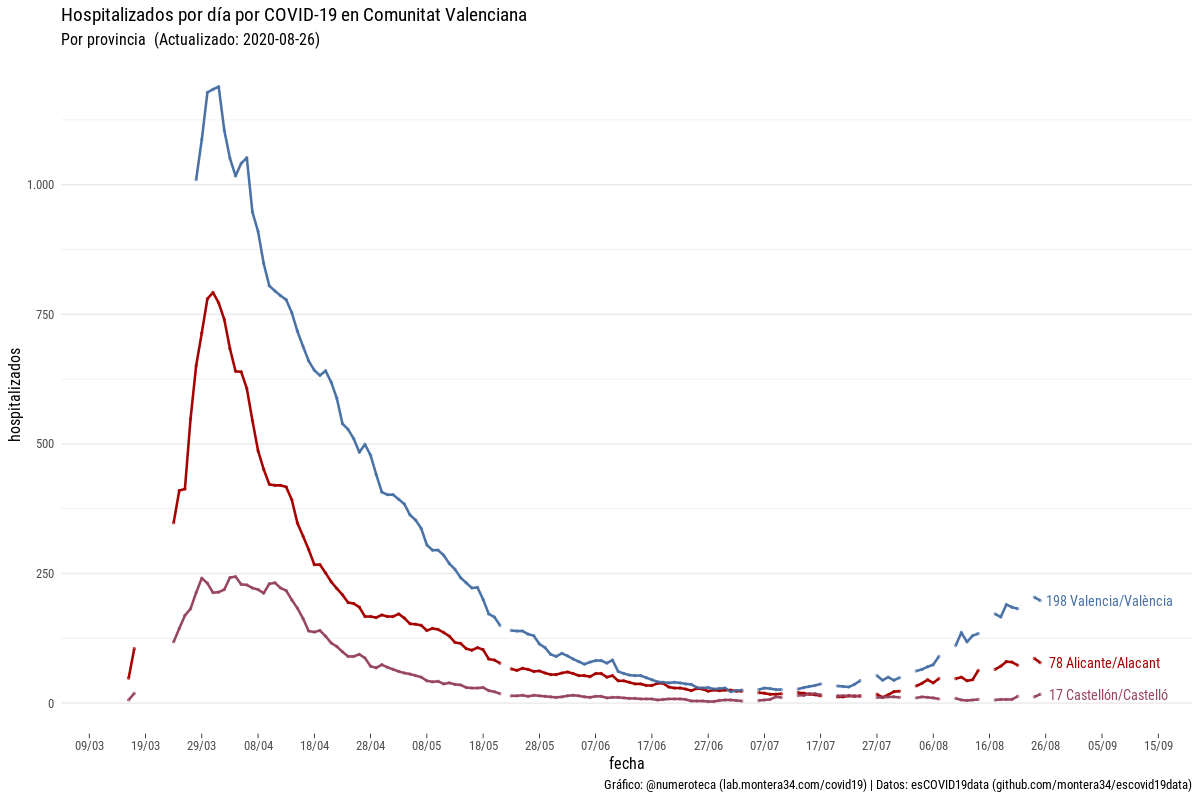 Hospitalizados por día por COVID-19 en Comunitat Valenciana
Por provincia (Actualizado: 2020-08-26)
hospitalizados
1.000
750
500
250
0
198 Valencia/València
78 Alicante/Alacant
17 Castellón/Castelló
09/03 19/03 29/03 08/04 18/04 28/04 08/05 18/05 28/05 07/06 17/06 27/06 07/07 17/07 27/07 06/08 16/08 26/08 05/09 15/09
fecha
Gráfico: @numeroteca (lab.montera34.com/covid19) | Datos: esCOVID19data (github.com/montera34/escovid19data)